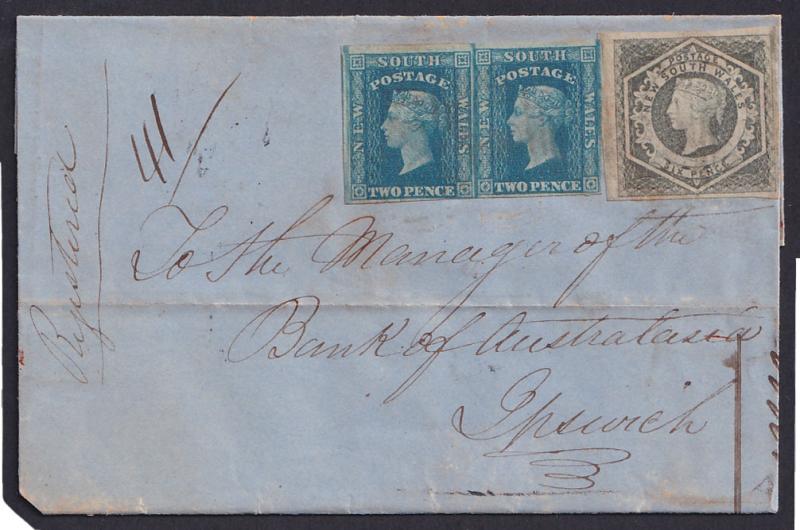 SOUTH
POSTAGE
NEW
WALES
TWO PENCE
SOUTH
POSTAGE
NEW
WALES
TWO PENCE
POSTAGE
NEW SOUTH WALES
SIX PENCE
Registered
41/
To the Manager of the
Bank of Australasia
Ipswich